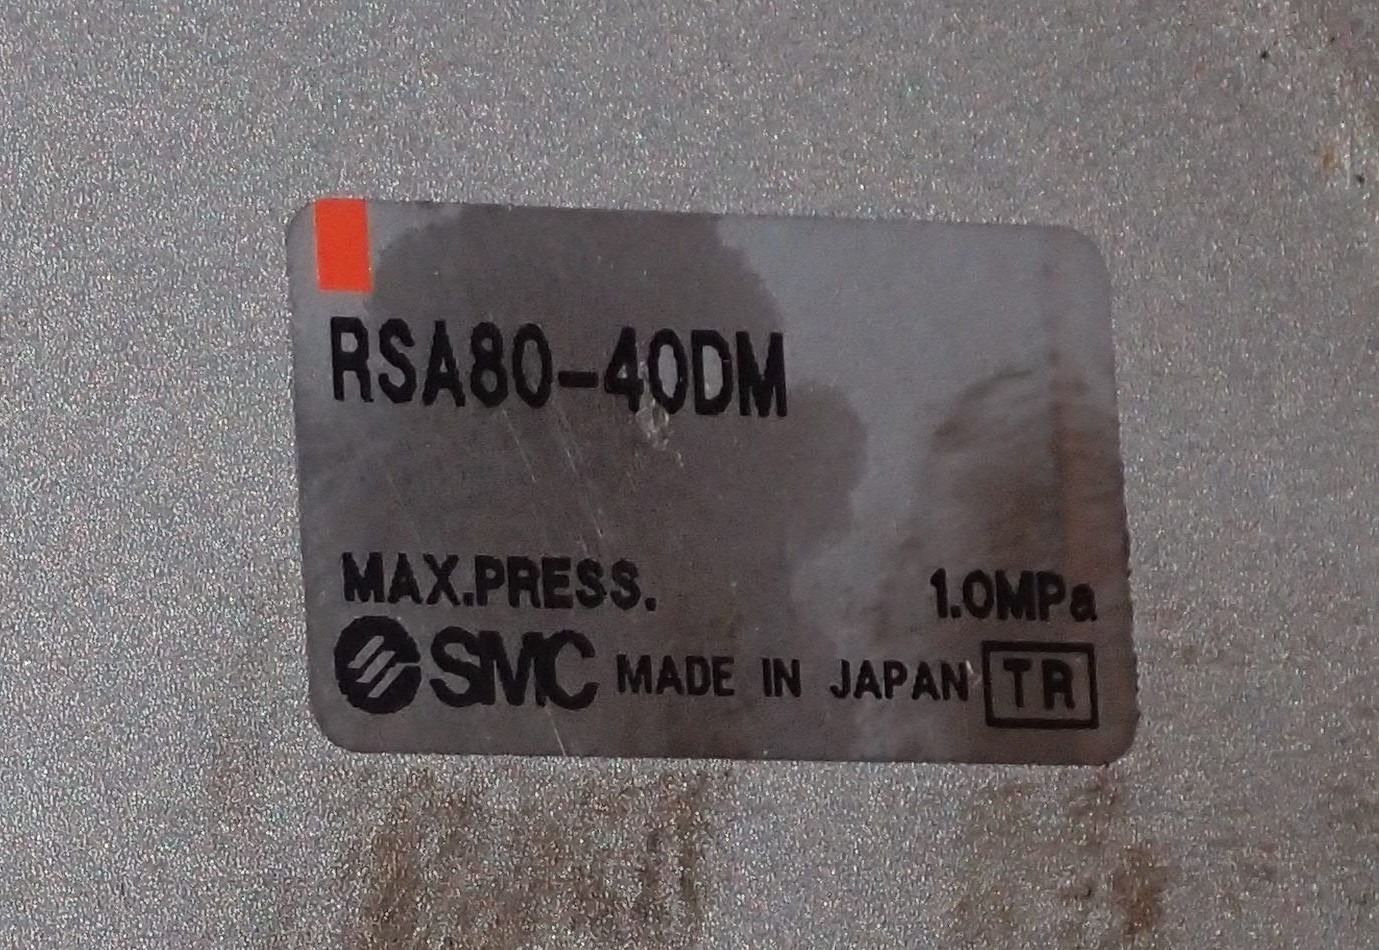 RSA80-40DM
MAX.PRESS. 1.0MPa
SMC MADE IN JAPAN TR